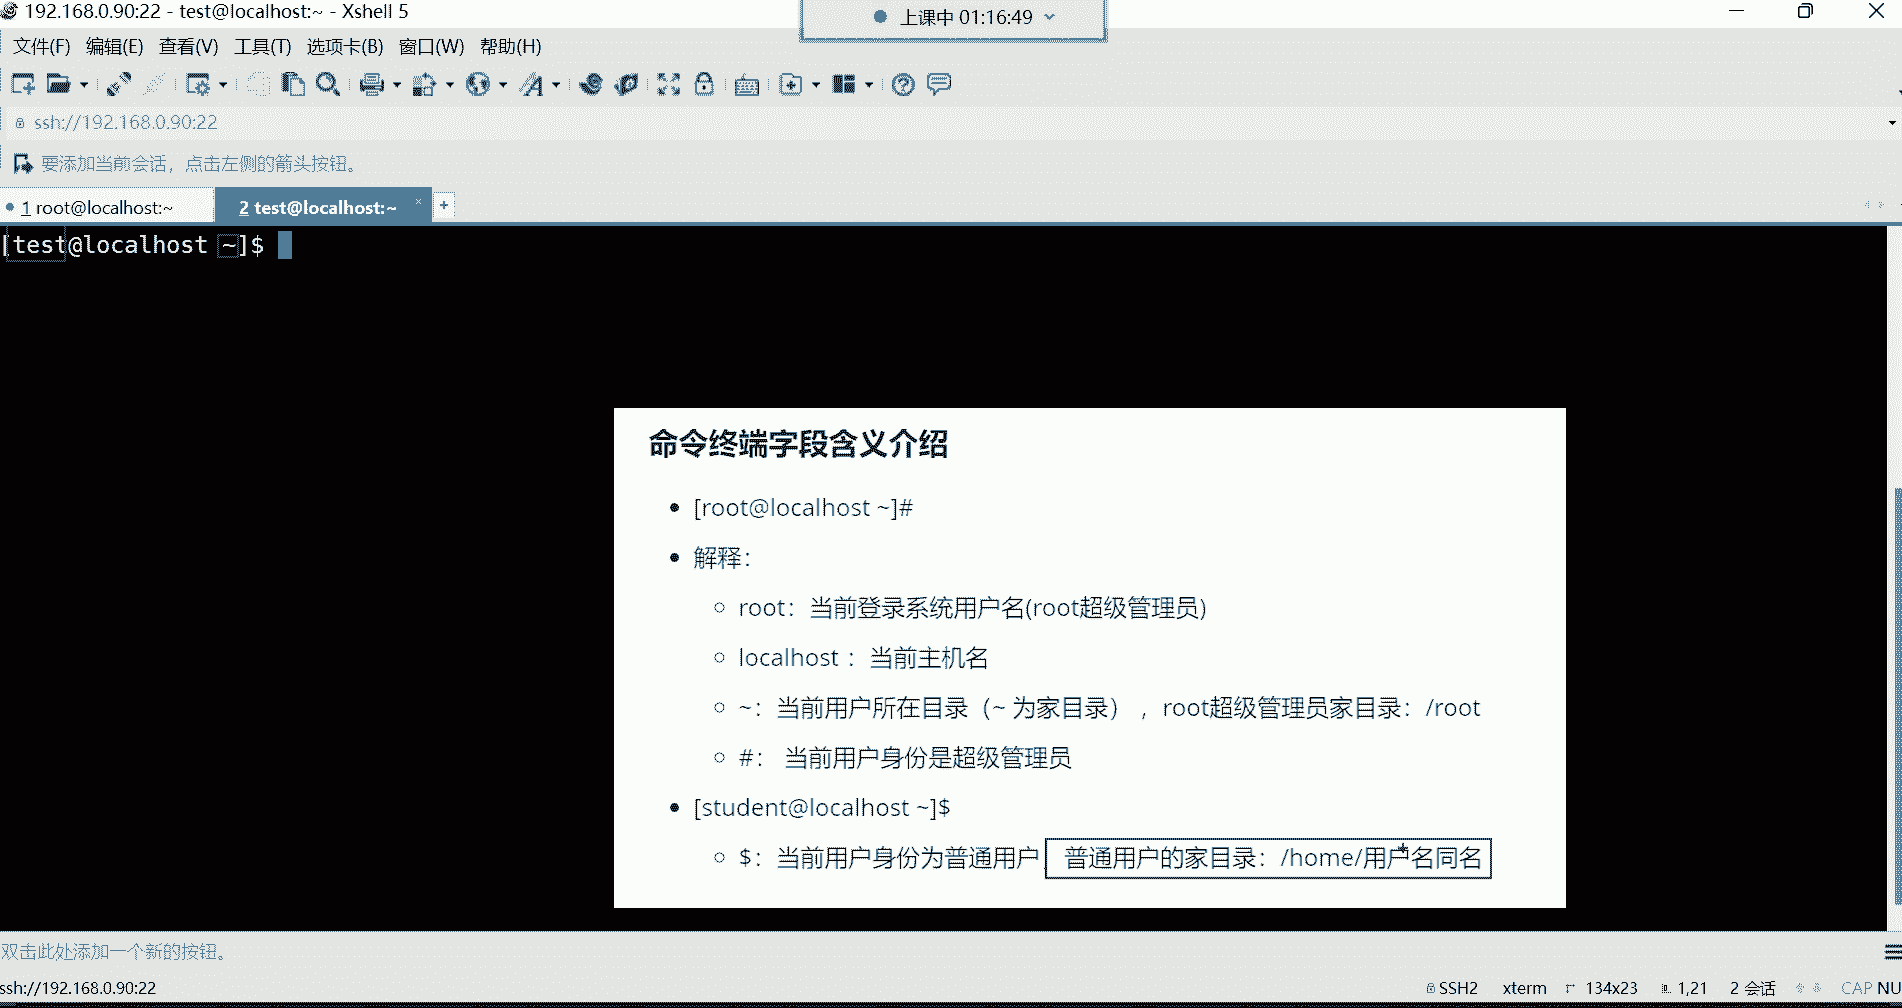 192.168.0.90:22 - test@localhost:~ - Xshell 5
上课中 01:16:49
文件(F) 编辑(E) 查看(V) 工具(T) 选项卡(B) 窗口(W) 帮助(H)
ssh://192.168.0.90:22
要添加当前会话，点击左侧的箭头按钮。
1 root@localhost:~ 2 test@localhost:~ × +
[test@localhost ~]$
命令终端字段含义介绍
[root@localhost ~]#
解释：
root：当前登录系统用户名(root超级管理员)
localhost ：当前主机名
~：当前用户所在目录（~ 为家目录），root超级管理员家目录：/root
#： 当前用户身份是超级管理员
[student@localhost ~]$
$：当前用户身份为普通用户 普通用户的家目录：/home/用户名同名
双击此处添加一个新的按钮。
ssh://192.168.0.90:22 SSH2 xterm 134x23 1,21 2 会话 CAP NU